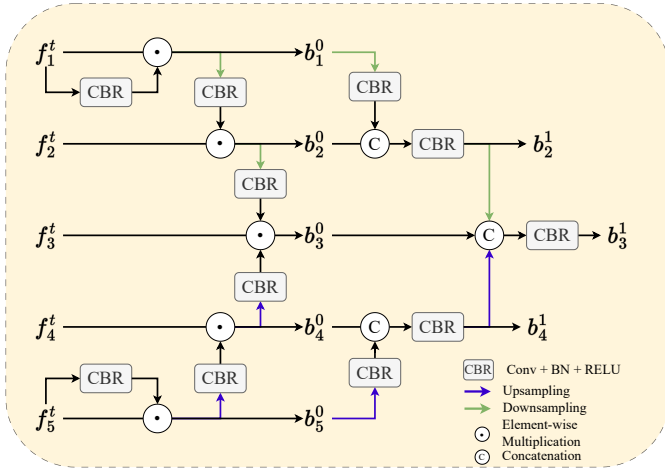 f_1^t b_1^0
CBR CBR CBR
f_2^t b_2^0 C CBR b_2^1
CBR
f_3^t b_3^0 C CBR b_3^1
CBR
f_4^t b_4^0 C CBR b_4^1
CBR CBR CBR
f_5^t b_5^0
CBR Conv + BN + RELU
Upsampling
Downsampling
Element-wise
Multiplication
C Concatenation